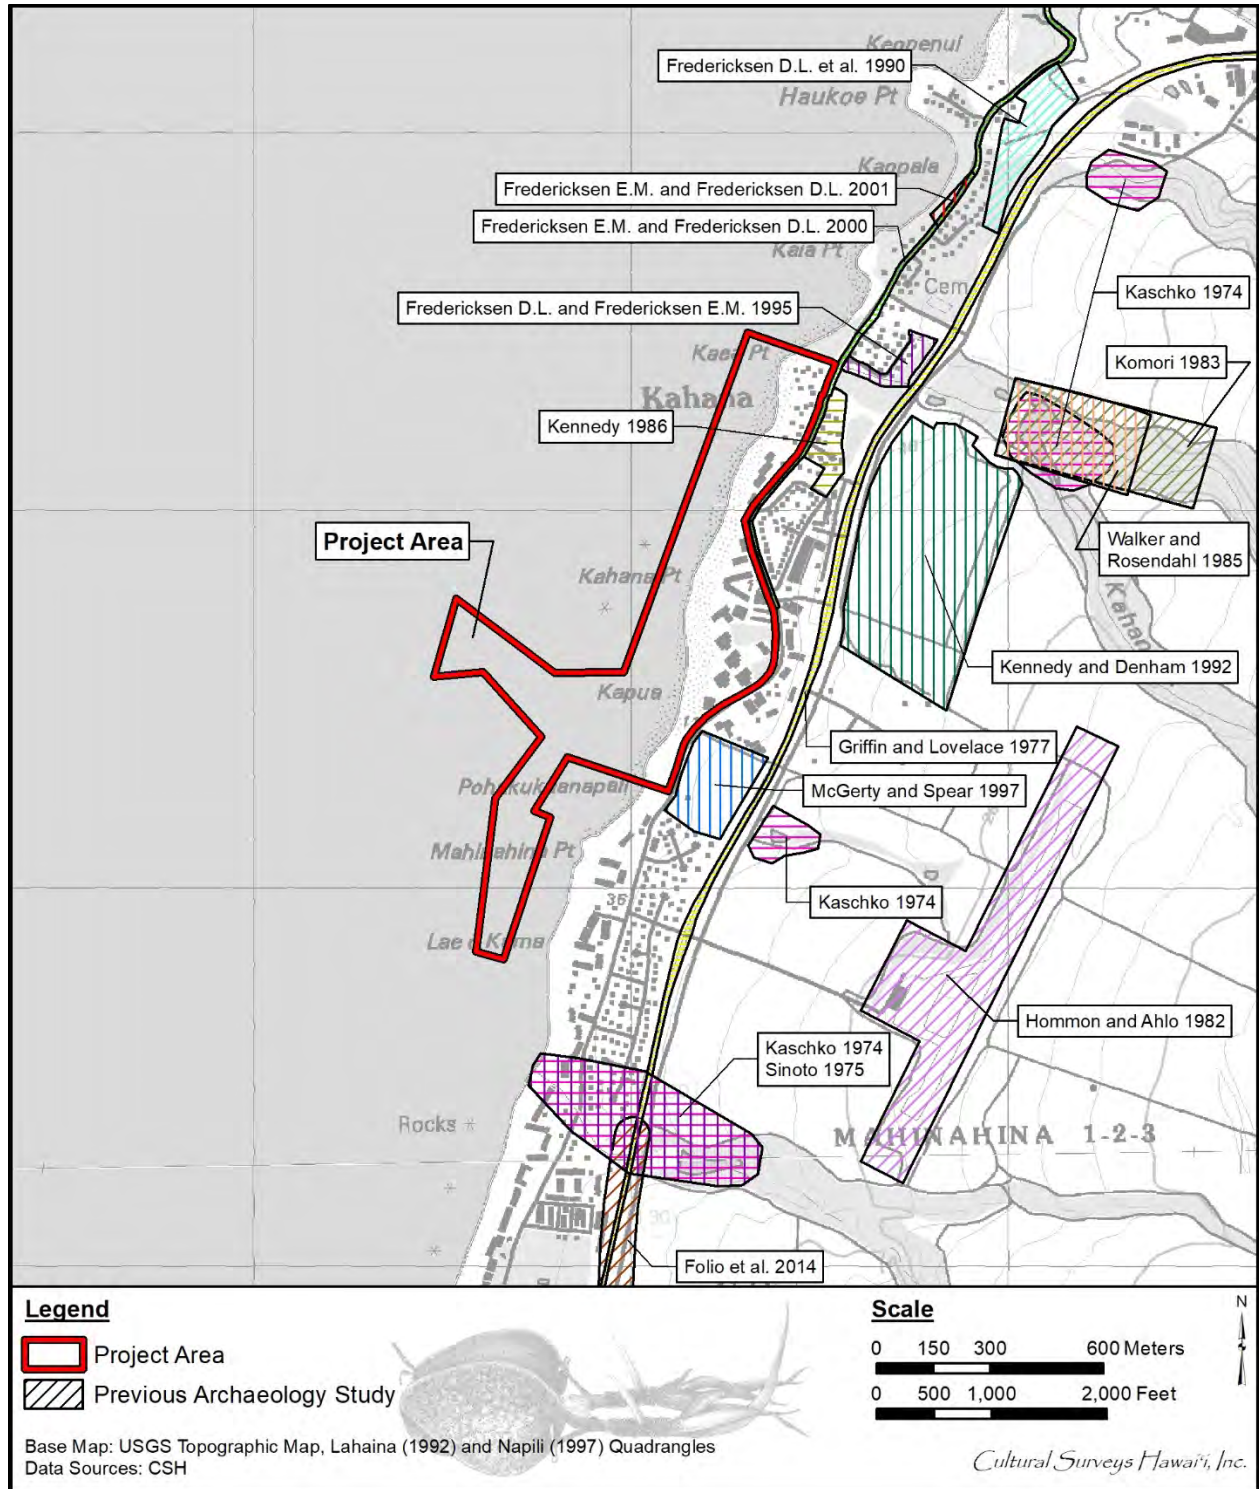 Keonenui
Fredericksen D.L. et al. 1990
Haukoe Pt
Kaopala
Fredericksen E.M. and Fredericksen D.L. 2001
Fredericksen E.M. and Fredericksen D.L. 2000
Kaia Pt
Cem
Kaschko 1974
Fredericksen D.L. and Fredericksen E.M. 1995
Kaea Pt
Komori 1983
Kahana
Kennedy 1986
Project Area
Walker and
Rosendahl 1985
Kahana Pt
Kahana
Kapua
Kennedy and Denham 1992
Griffin and Lovelace 1977
Pohakukaanapali
McGerty and Spear 1997
Mahinahina Pt
Kaschko 1974
36
Lae o Kama
Hommon and Ahlo 1982
Kaschko 1974
Sinoto 1975
Rocks
MAHINAHINA 1-2-3
30
Folio et al. 2014
Legend
Project Area
Previous Archaeology Study
Scale
0 150 300 600 Meters
0 500 1,000 2,000 Feet
N
Base Map: USGS Topographic Map, Lahaina (1992) and Napili (1997) Quadrangles
Data Sources: CSH
Cultural Surveys Hawai‘i, Inc.